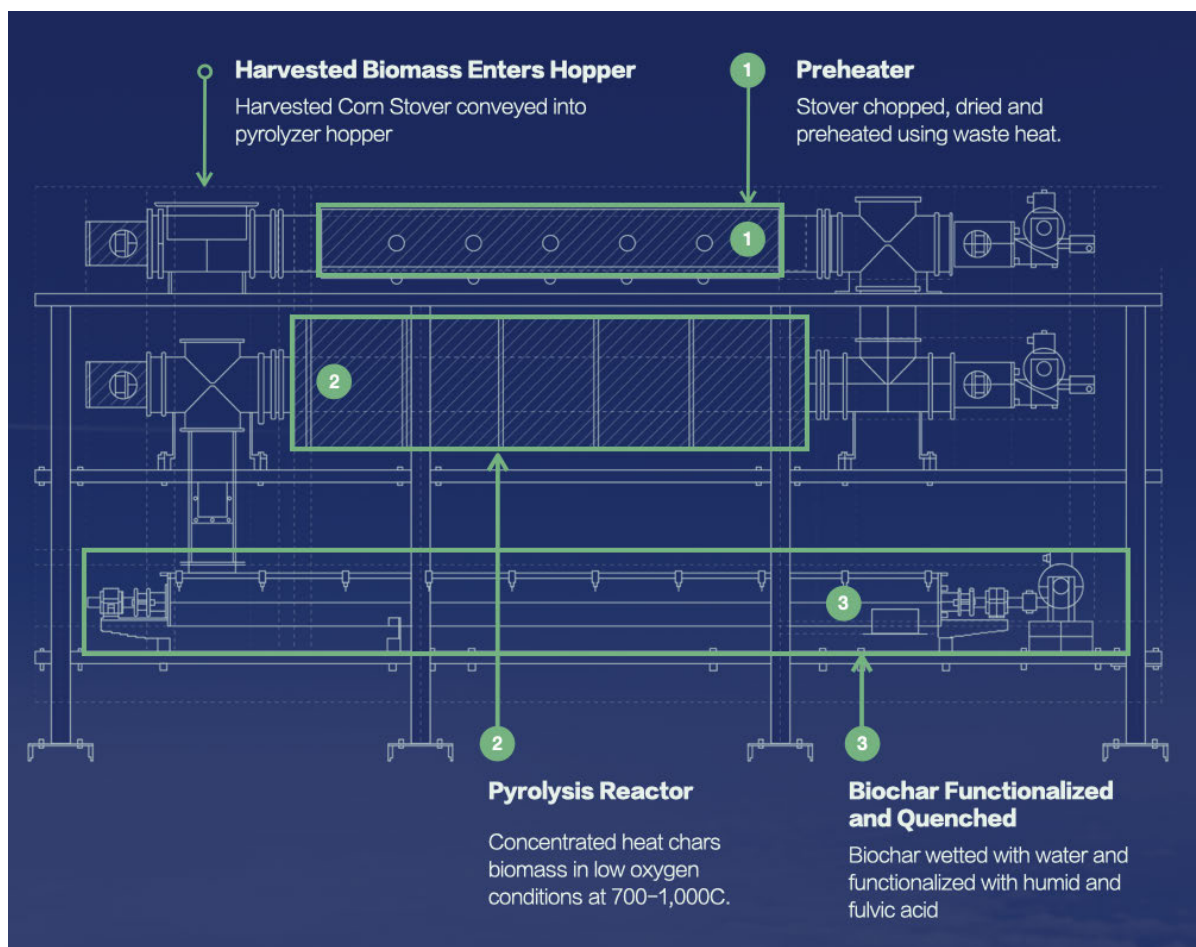 Harvested Biomass Enters Hopper
Harvested Corn Stover conveyed into
pyrolyzer hopper
1
Preheater
Stover chopped, dried and
preheated using waste heat.
1
2
3
2
Pyrolysis Reactor
Concentrated heat chars
biomass in low oxygen
conditions at 700–1,000C.
3
Biochar Functionalized
and Quenched
Biochar wetted with water and
functionalized with humid and
fulvic acid